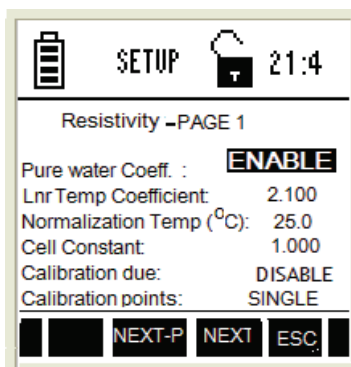 SETUP T 21:4
Resistivity –PAGE 1
Pure water Coeff. : ENABLE
Lnr Temp Coefficient: 2.100
Normalization Temp (⁰C): 25.0
Cell Constant: 1.000
Calibration due: DISABLE
Calibration points: SINGLE
NEXT-P NEXT ESC